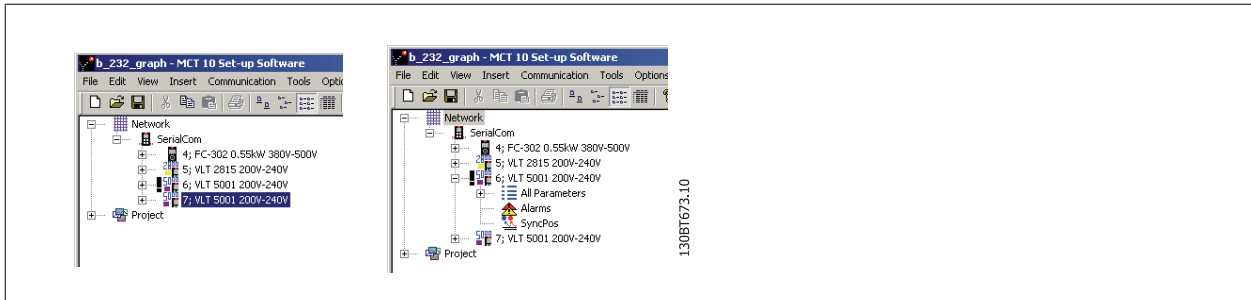 b_232_graph - MCT 10 Set-up Software
File Edit View Insert Communication Tools Optic
Network
SerialCom
4; FC-302 0.55kW 380V-500V
5; VLT 2815 200V-240V
6; VLT 5001 200V-240V
7; VLT 5001 200V-240V
Project
b_232_graph - MCT 10 Set-up Software
File Edit View Insert Communication Tools Options
Network
SerialCom
4; FC-302 0.55kW 380V-500V
5; VLT 2815 200V-240V
6; VLT 5001 200V-240V
All Parameters
Alarms
SyncPos
7; VLT 5001 200V-240V
Project
130BT673.10